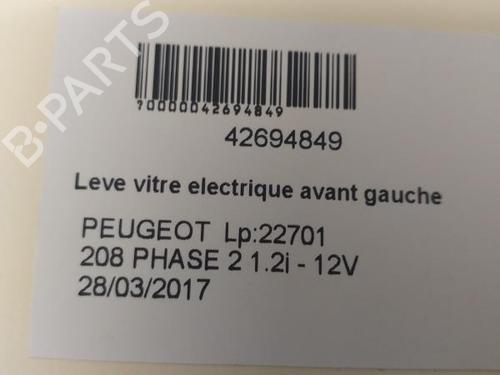 B-PARTS
?0000042694849
42694849
Leve vitre electrique avant gauche
PEUGEOT Lp:22701
208 PHASE 2 1.2i - 12V
28/03/2017